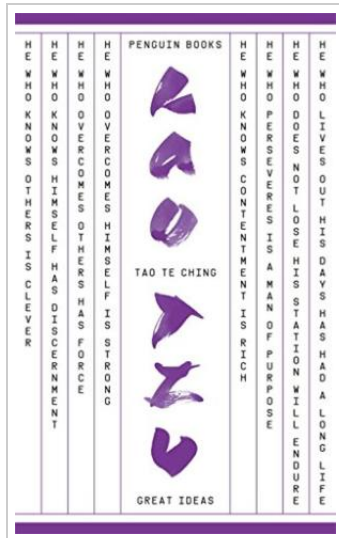 HE WHO KNOWS OTHERS IS CLEVER
HE WHO KNOWS HIMSELF HAS DISCERNMENT
HE WHO OVERCOMES OTHERS HAS FORCE
HE WHO OVERCOMES HIMSELF IS STRONG
PENGUIN BOOKS
LAO
TAO TE CHING
TZU
GREAT IDEAS
HE WHO KNOWS CONTENTMENT IS RICH
HE WHO PERSEVERES IS A MAN OF PURPOSE
HE WHO DOES NOT LOSE HIS STATION WILL ENDURE
HE WHO LIVES OUT HIS DAYS HAS HAD A LONG LIFE